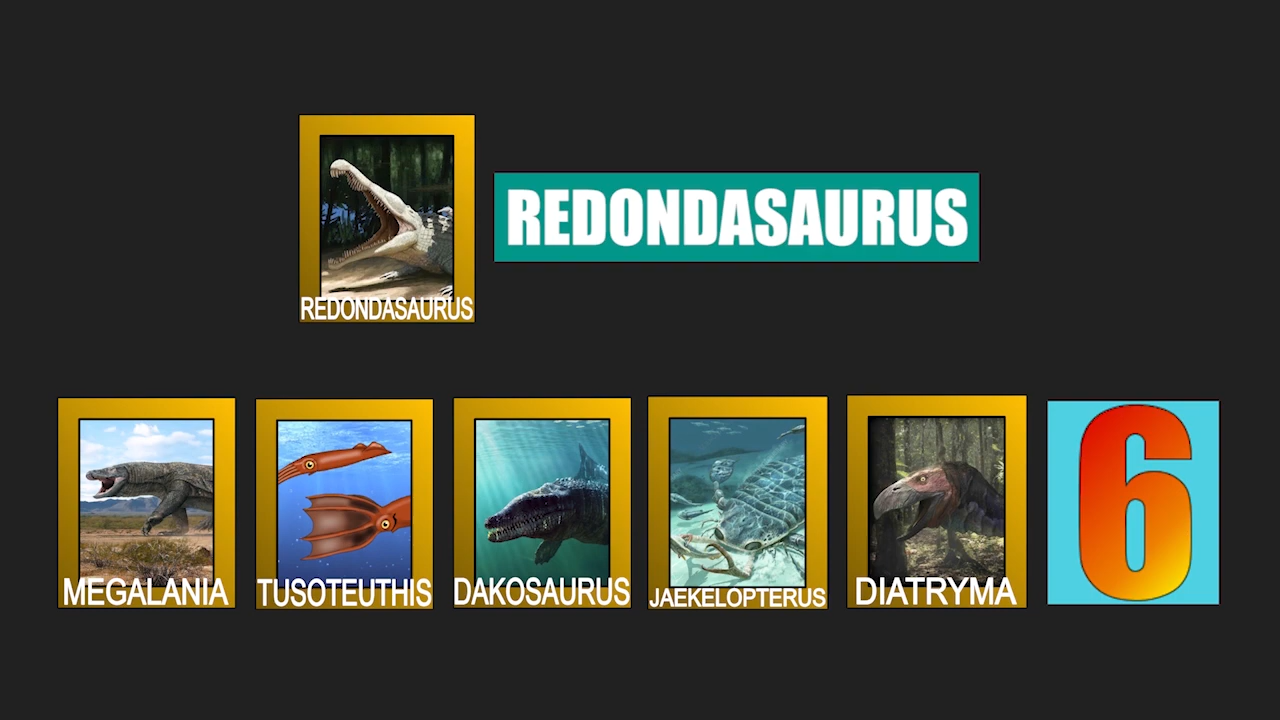 REDONDASAURUS
REDONDASAURUS
MEGALANIA
TUSOTEUTHIS
DAKOSAURUS
JAEKELOPTERUS
DIATRYMA
6